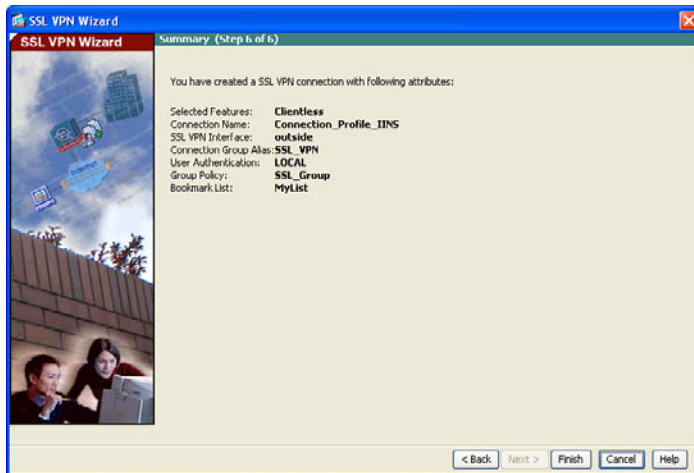 SSL VPN Wizard
SSL VPN Wizard
Summary (Step 6 of 6)
You have created a SSL VPN connection with following attributes:
Selected Features: Clientless
Connection Name: Connection_Profile_IINS
SSL VPN Interface: outside
Connection Group Alias: SSL_VPN
User Authentication: LOCAL
Group Policy: SSL_Group
Bookmark List: MyList
Internet
< Back Next > Finish Cancel Help